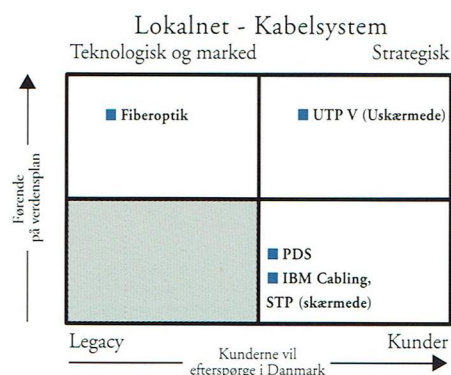 Lokalnet - Kabelsystem
Teknologisk og marked
Strategisk
Fiberoptik
UTP V (Uskærmede)
Førende
på verdensplan
PDS
IBM Cabling,
STP (skærmede)
Legacy
Kunder
Kunderne vil
efterspørge i Danmark